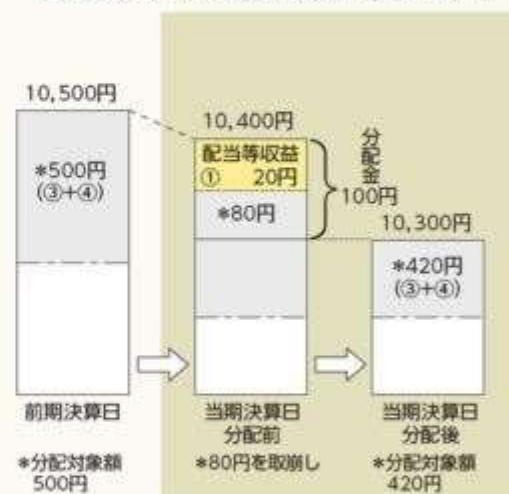 10,500円
*500円
(③+④)
前期決算日
*分配対象額
500円
10,400円
配当等収益
① 20円
*80円
分配金
100円
当期決算日
分配前
*80円を取崩し
10,300円
*420円
(③+④)
当期決算日
分配後
*分配対象額
420円